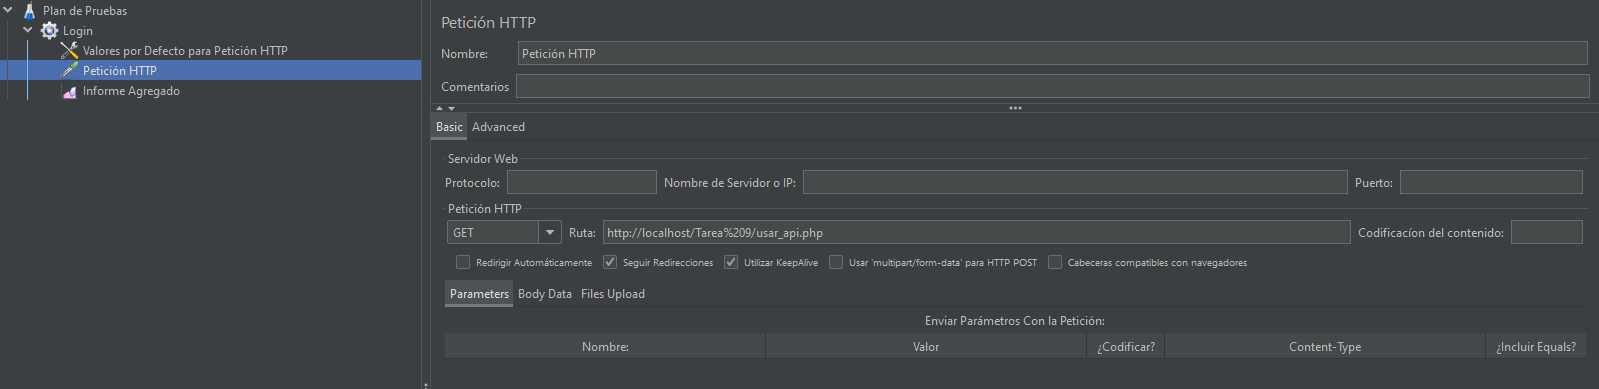 Plan de Pruebas
Login
Valores por Defecto para Petición HTTP
Petición HTTP
Informe Agregado
Petición HTTP
Nombre: Petición HTTP
Comentarios
Basic Advanced
Servidor Web
Protocolo: Nombre de Servidor o IP: Puerto:
Petición HTTP
GET Ruta: http://localhost/Tarea%209/usar_api.php Codificacíon del contenido:
Redirigir Automáticamente Seguir Redirecciones Utilizar KeepAlive Usar 'multipart/form-data' para HTTP POST Cabeceras compatibles con navegadores
Parameters Body Data Files Upload
Enviar Parámetros Con la Petición:
Nombre: Valor ¿Codificar? Content-Type ¿Incluir Equals?